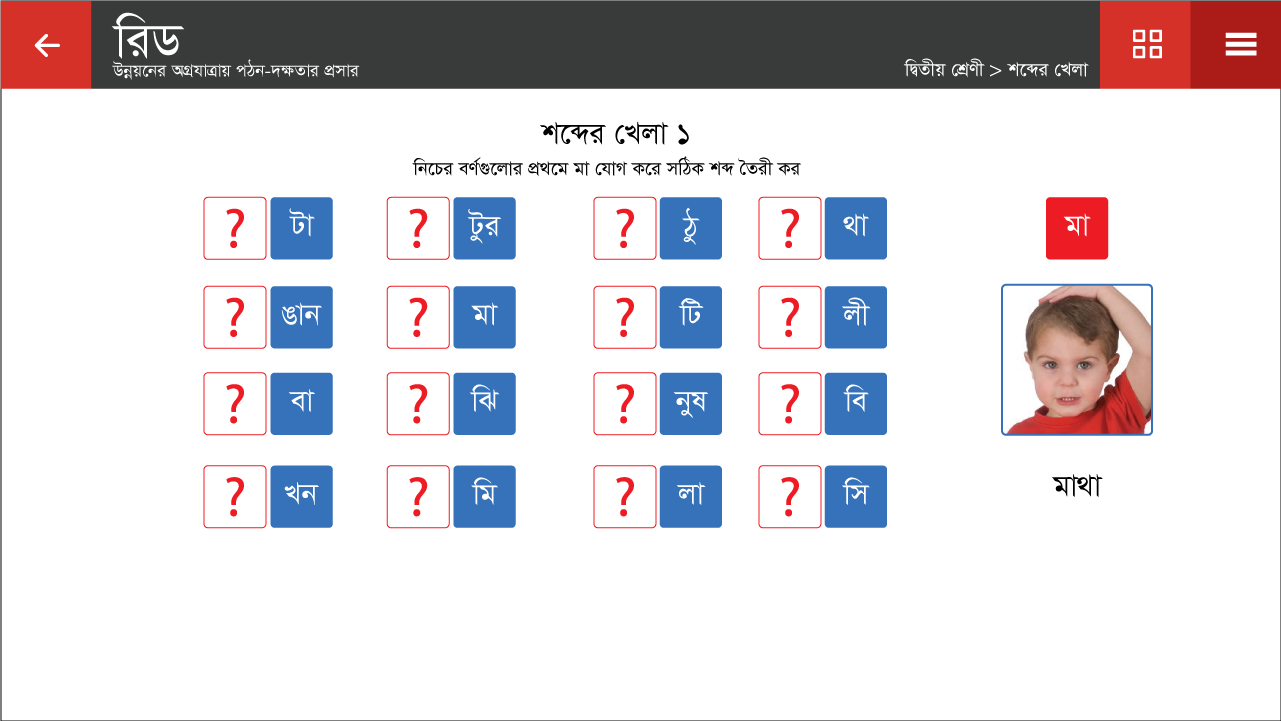 রিড
উন্নয়নের অগ্রযাত্রায় পঠন-দক্ষতার প্রসার
দ্বিতীয় শ্রেণী > শব্দের খেলা
শব্দের খেলা ১
নিচের বর্ণগুলোর প্রথমে মা যোগ করে সঠিক শব্দ তৈরী কর
? টা ? টুর ? ঠু ? থা মা
? ঙান ? মা ? টি ? লী
? বা ? ঝি ? নুষ ? বি
? খন ? মি ? লা ? সি
মাথা